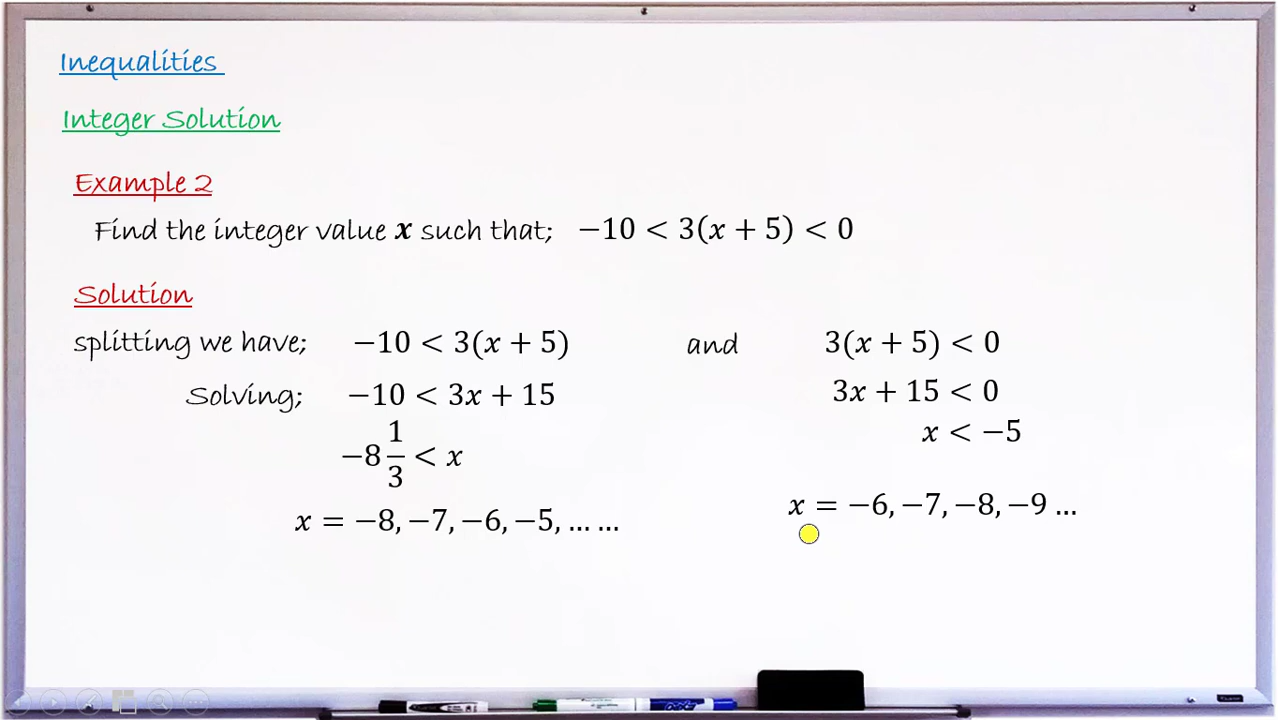 Inequalities
Integer Solution
Example 2
Find the integer value x such that; −10 < 3(x + 5) < 0
Solution
splitting we have; −10 < 3(x + 5) and 3(x + 5) < 0
Solving; −10 < 3x + 15 3x + 15 < 0
−8 1/3 < x x < −5
x = −8, −7, −6, −5, … … x = −6, −7, −8, −9 …